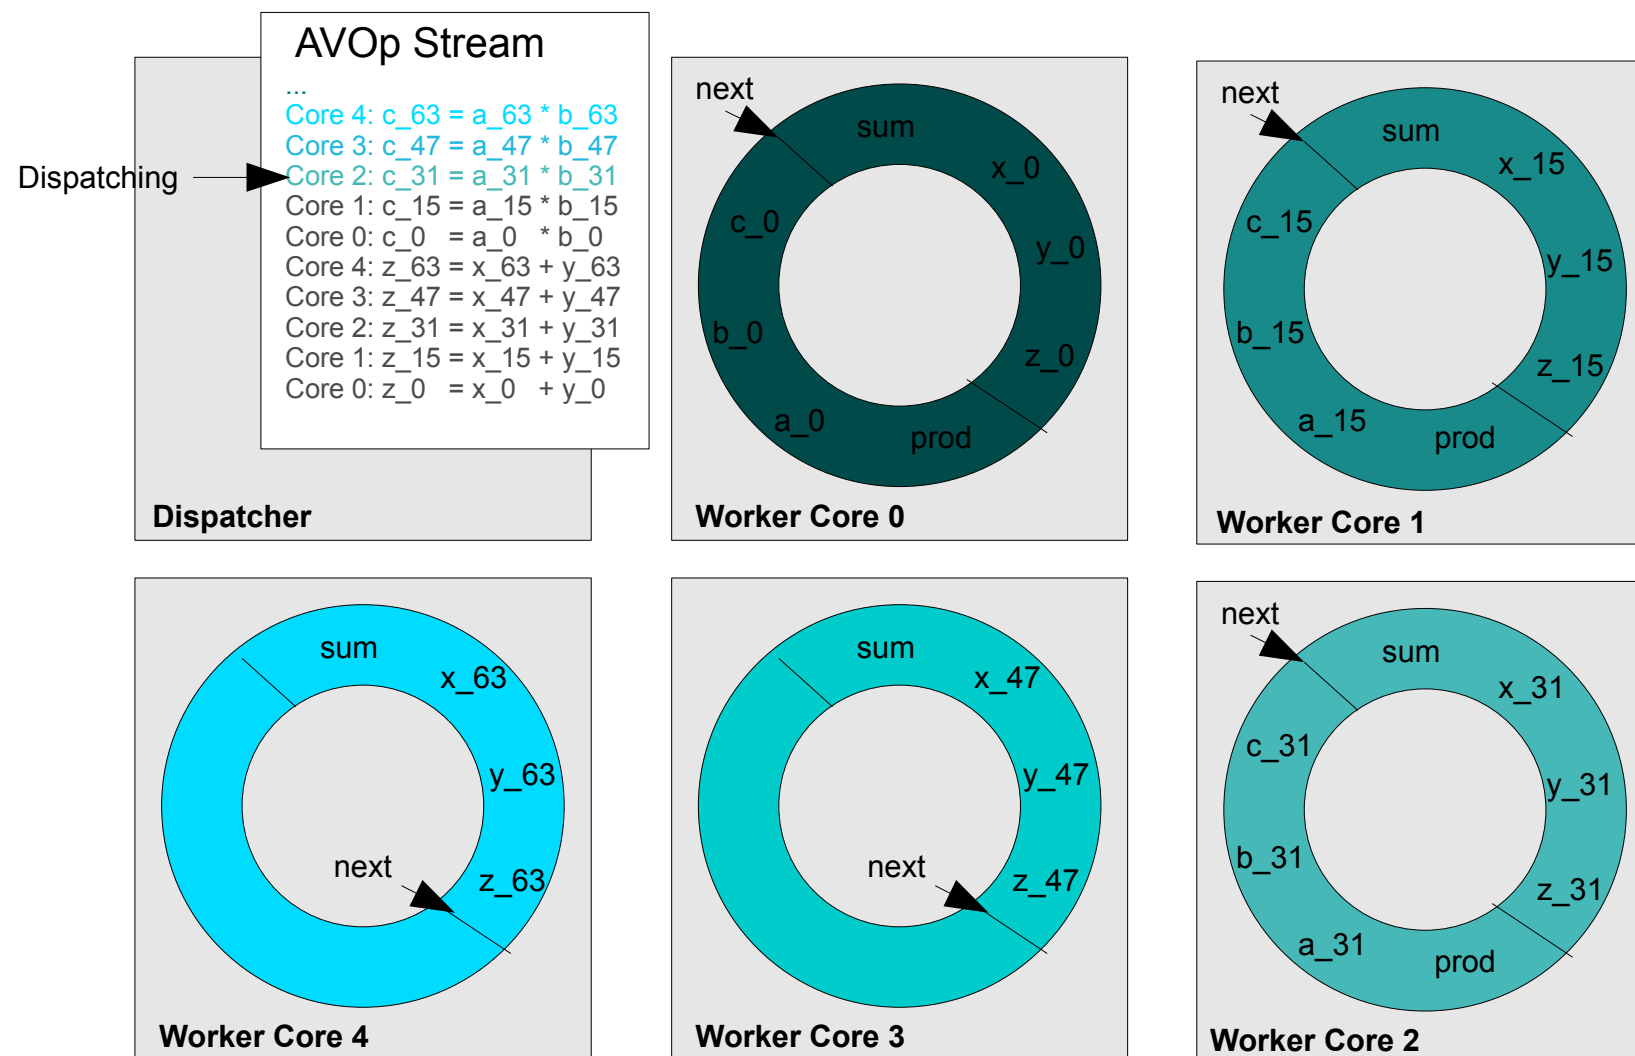 AVOp Stream
...
Core 4: c_63 = a_63 * b_63
Core 3: c_47 = a_47 * b_47
Core 2: c_31 = a_31 * b_31
Core 1: c_15 = a_15 * b_15
Core 0: c_0 = a_0 * b_0
Core 4: z_63 = x_63 + y_63
Core 3: z_47 = x_47 + y_47
Core 2: z_31 = x_31 + y_31
Core 1: z_15 = x_15 + y_15
Core 0: z_0 = x_0 + y_0
Dispatching
Dispatcher
next
sum
x_0
y_0
z_0
prod
a_0
b_0
c_0
Worker Core 0
next
sum
x_15
y_15
z_15
prod
a_15
b_15
c_15
Worker Core 1
sum
x_63
y_63
z_63
next
Worker Core 4
sum
x_47
y_47
z_47
next
Worker Core 3
next
sum
x_31
y_31
z_31
prod
a_31
b_31
c_31
Worker Core 2